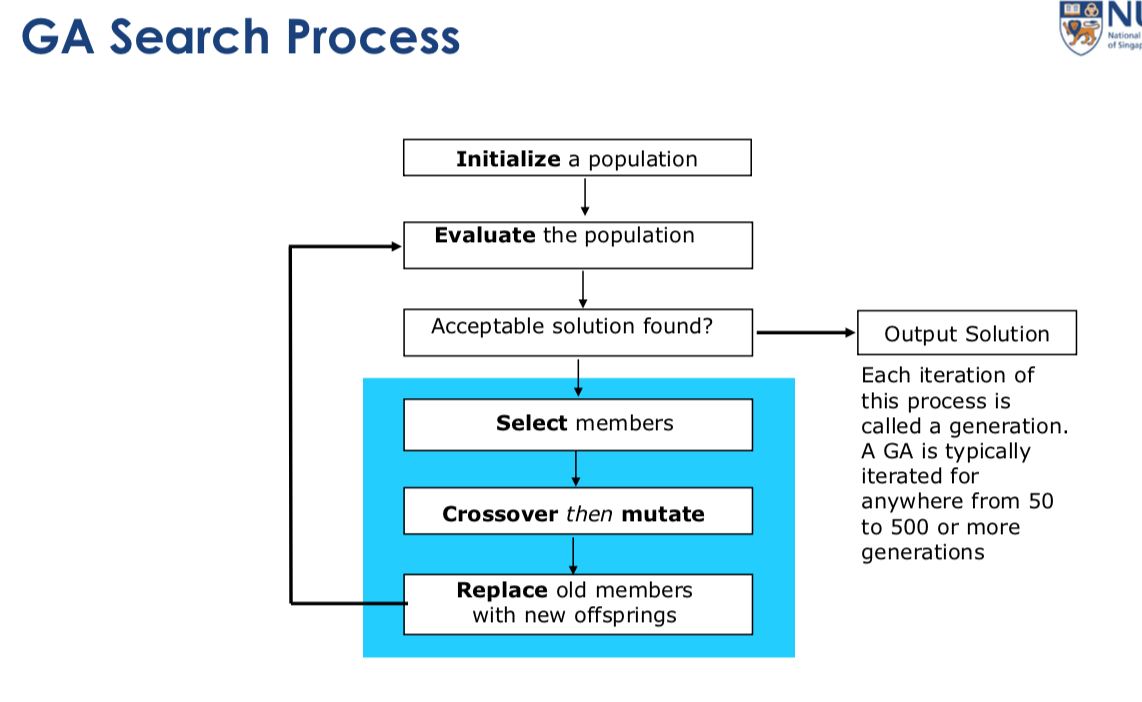 GA Search Process
National
of Singap
Initialize a population
Evaluate the population
Acceptable solution found?
Output Solution
Each iteration of
this process is
called a generation.
A GA is typically
iterated for
anywhere from 50
to 500 or more
generations
Select members
Crossover then mutate
Replace old members
with new offsprings